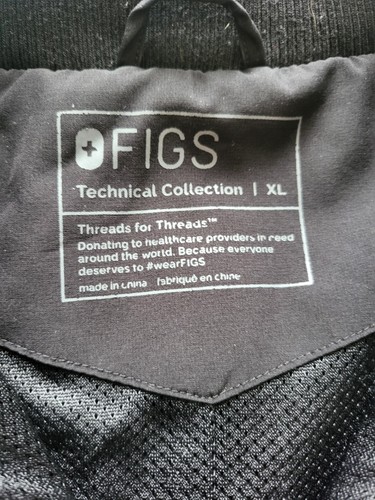 FIGS
Technical Collection | XL
Threads for Threads™
Donating to healthcare providers in need
around the world. Because everyone
deserves to #wearFIGS
made in china fabriqué en chine